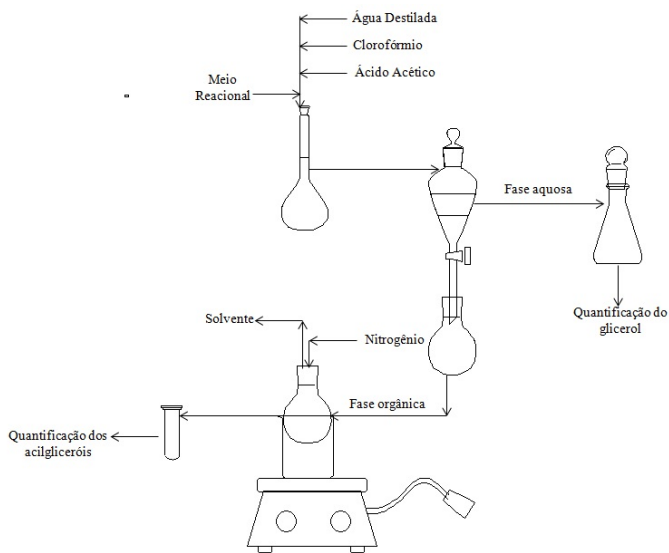 Água Destilada
Clorofórmio
Ácido Acético
Meio
Reacional
Fase aquosa
Quantificação do
glicerol
Solvente
Nitrogênio
Fase orgânica
Quantificação dos
acilgliceróis